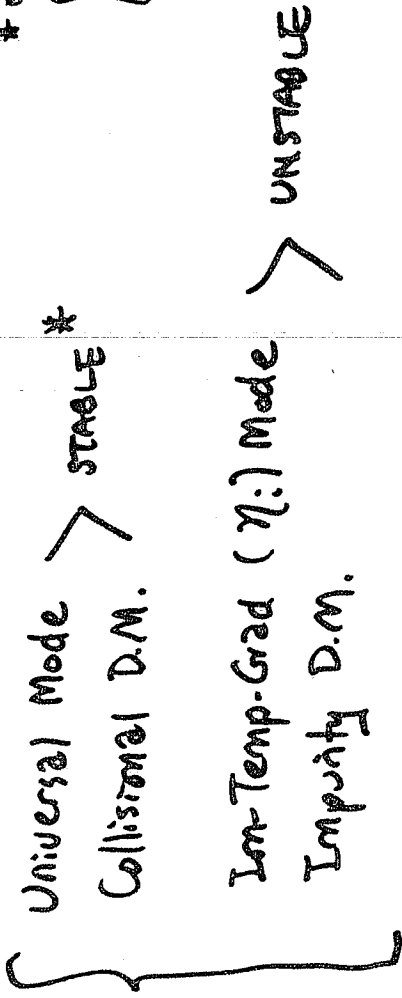 Universal Mode > STABLE *
Collisional D.M.
Ion-Temp-Grad (ηi) Mode > UNSTABLE
Impurity D.M.
*